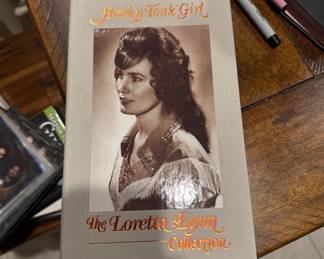 Honky Tonk Girl
The Loretta Lynn
Collection